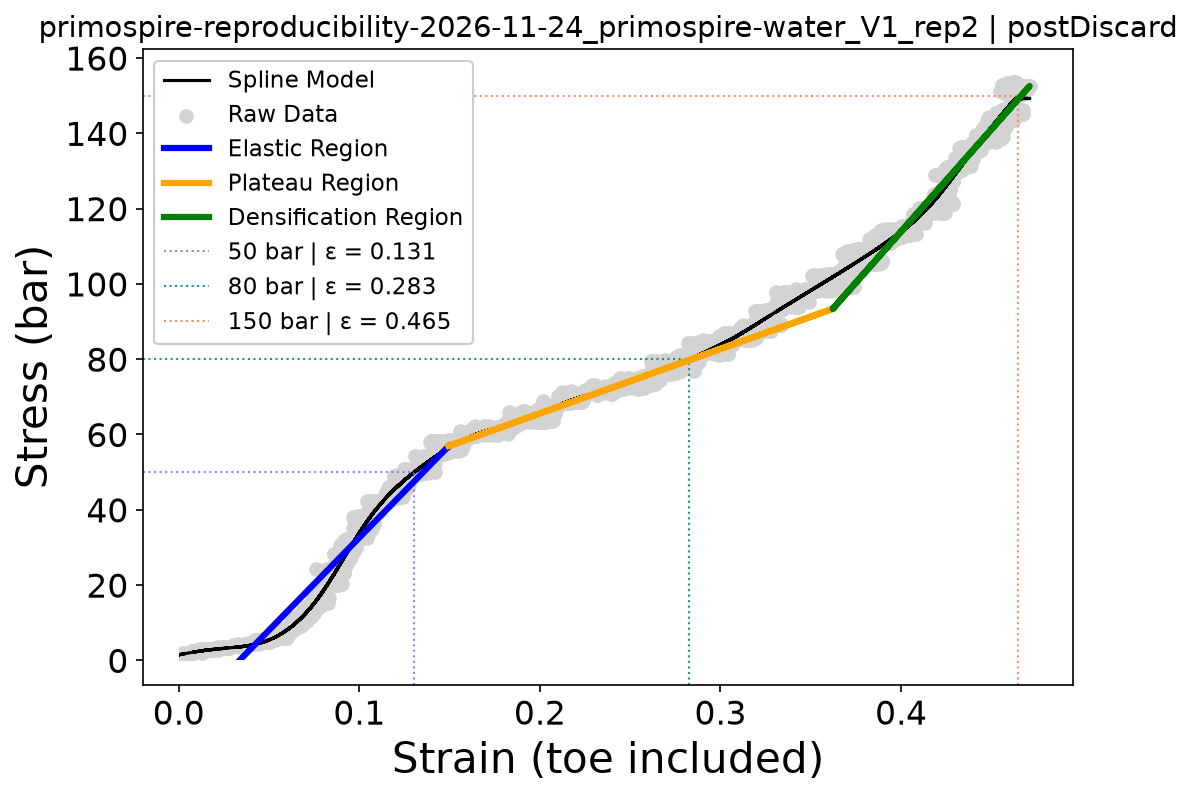 primospire-reproducibility-2026-11-24_primospire-water_V1_rep2 | postDiscard
160
140
120
100
80
60
40
20
0
Stress (bar)
Spline Model
Raw Data
Elastic Region
Plateau Region
Densification Region
50 bar | ε = 0.131
80 bar | ε = 0.283
150 bar | ε = 0.465
0.0 0.1 0.2 0.3 0.4
Strain (toe included)